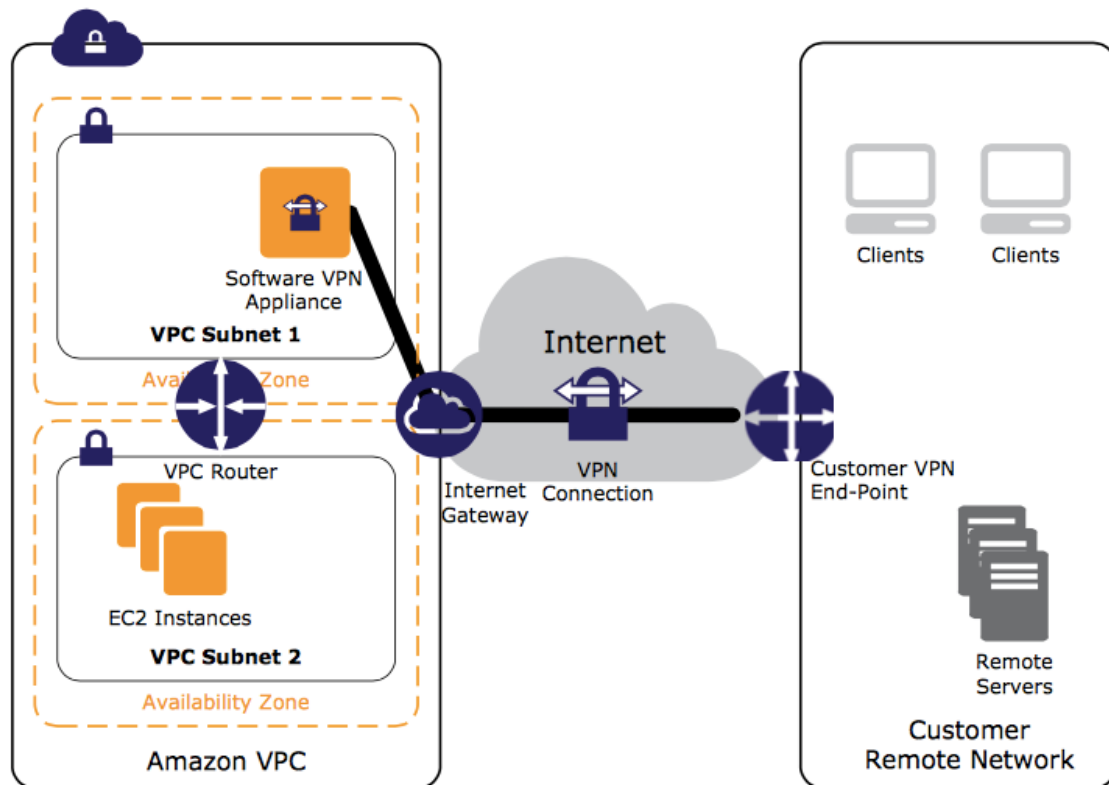 Software VPN
Appliance
VPC Subnet 1
Availability Zone
VPC Router
EC2 Instances
VPC Subnet 2
Availability Zone
Amazon VPC
Internet
Gateway
Internet
VPN
Connection
Clients
Clients
Customer VPN
End-Point
Remote
Servers
Customer
Remote Network